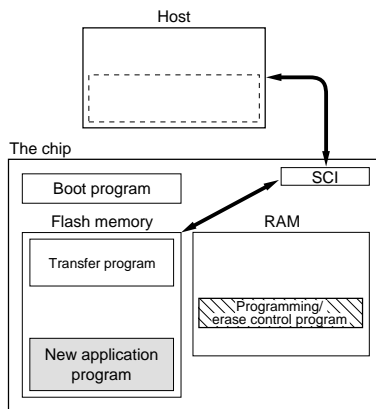 Host
The chip
SCI
Boot program
Flash memory
RAM
Transfer program
Programming/
erase control program
New application
program